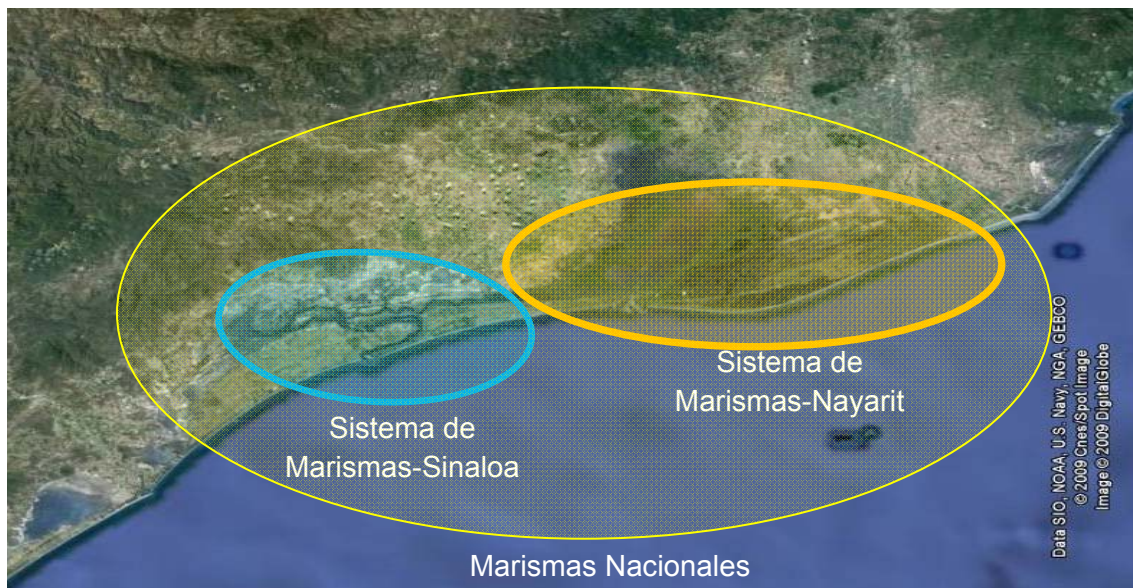 Sistema de
Marismas-Nayarit
Sistema de
Marismas-Sinaloa
Marismas Nacionales
Data SIO, NOAA, U.S. Navy, NGA, GEBCO
© 2009 Cnes/Spot Image
Image © 2009 DigitalGlobe